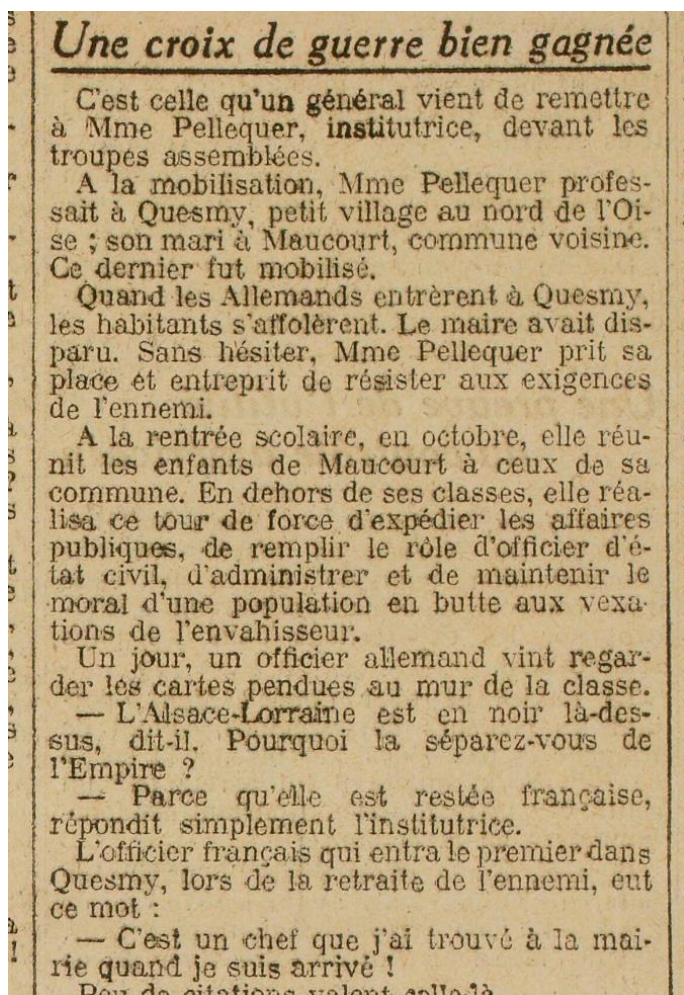 Une croix de guerre bien gagnée
C'est celle qu'un général vient de remettre
à Mme Pellequer, institutrice, devant les
troupes assemblées.
A la mobilisation, Mme Pellequer profes-
sait à Quesmy, petit village au nord de l'Oi-
se ; son mari à Maucourt, commune voisine.
Ce dernier fut mobilisé.
Quand les Allemands entrèrent à Quesmy,
les habitants s'affolèrent. Le maire avait dis-
paru. Sans hésiter, Mme Pellequer prit sa
place et entreprit de résister aux exigences
de l'ennemi.
A la rentrée scolaire, en octobre, elle réu-
nit les enfants de Maucourt à ceux de sa
commune. En dehors de ses classes, elle réa-
lisa ce tour de force d'expédier les affaires
publiques, de remplir le rôle d'officier d'é-
tat civil, d'administrer et de maintenir le
moral d'une population en butte aux vexa-
tions de l'envahisseur.
Un jour, un officier allemand vint regar-
der les cartes pendues au mur de la classe.
— L'Alsace-Lorraine est en noir là-des-
sus, dit-il. Pourquoi la séparez-vous de
l'Empire ?
— Parce qu'elle est restée française,
répondit simplement l'institutrice.
L'officier français qui entra le premier dans
Quesmy, lors de la retraite de l'ennemi, eut
ce mot :
— C'est un chef que j'ai trouvé à la mai-
rie quand je suis arrivé !
Peu de citations valent celle-là.